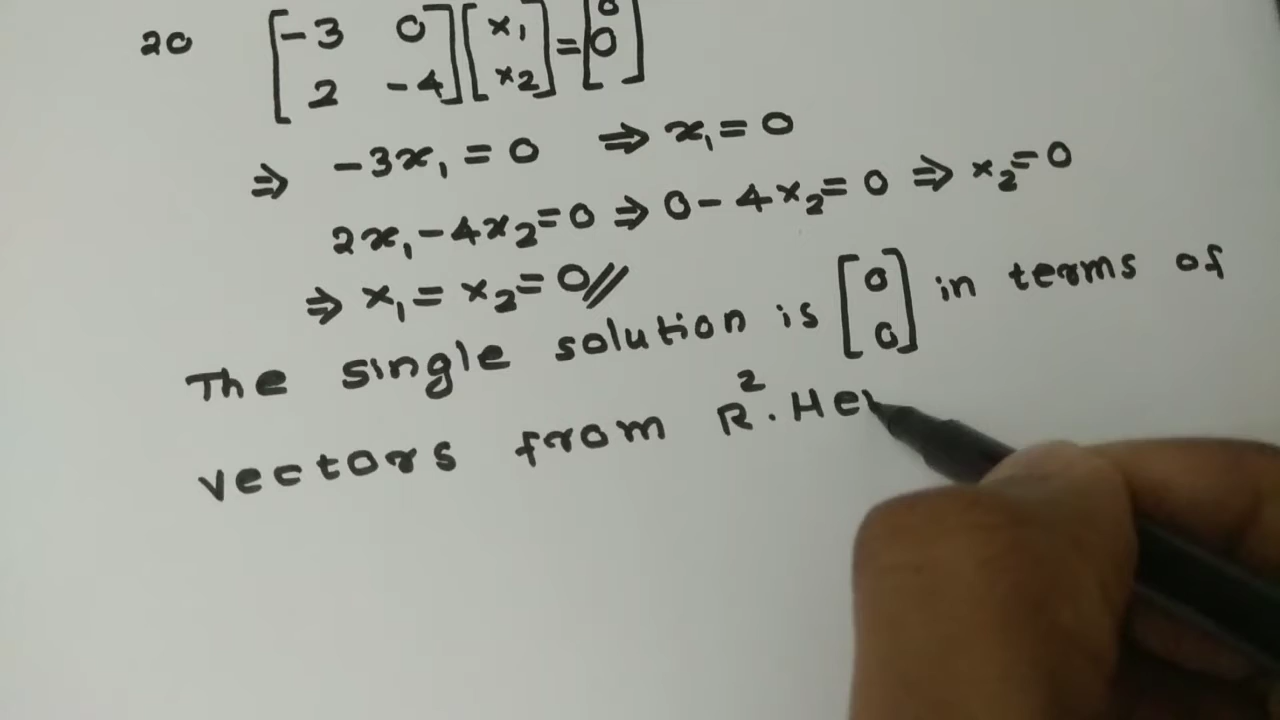 20 [-3 0 2 -4] [x₁ x₂] = [0 0]
⇒ -3x₁ = 0 ⇒ x₁ = 0
2x₁ - 4x₂ = 0 ⇒ 0 - 4x₂ = 0 ⇒ x₂ = 0
⇒ x₁ = x₂ = 0//
The single solution is [0 0] in terms of
vectors from R². He